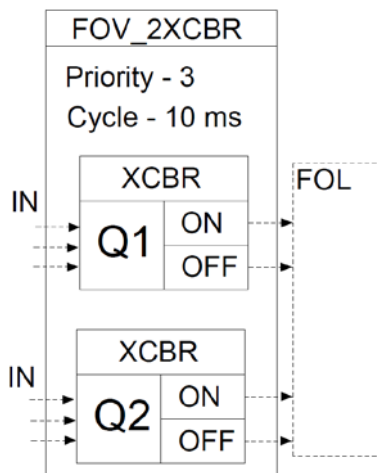 FOV_2XCBR
Priority - 3
Cycle - 10 ms
XCBR
FOL
IN
Q1
ON
OFF
XCBR
IN
Q2
ON
OFF